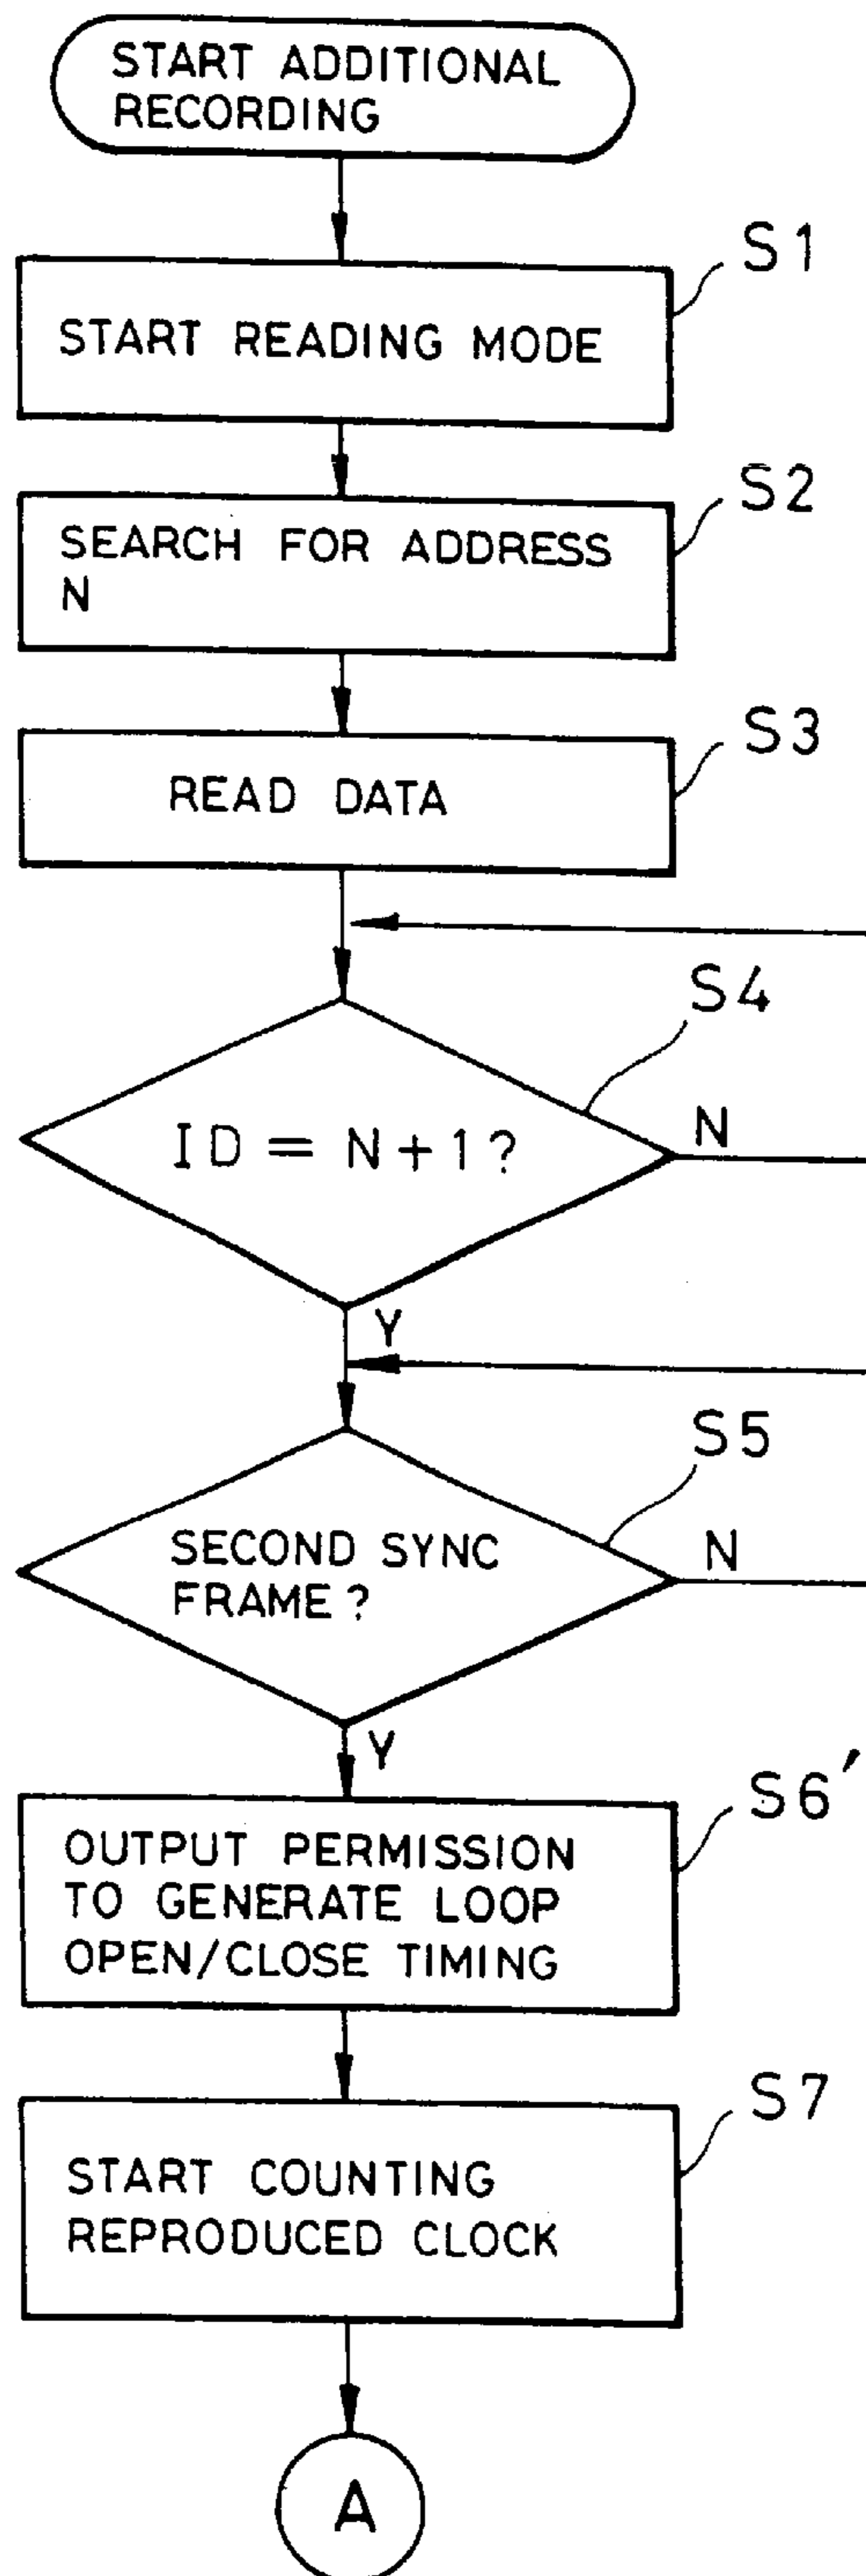 START ADDITIONAL
RECORDING
S1
START READING MODE
S2
SEARCH FOR ADDRESS
N
S3
READ DATA
S4
ID = N+1?
N
Y
S5
SECOND SYNC
FRAME?
N
Y
S6'
OUTPUT PERMISSION
TO GENERATE LOOP
OPEN/CLOSE TIMING
S7
START COUNTING
REPRODUCED CLOCK
A